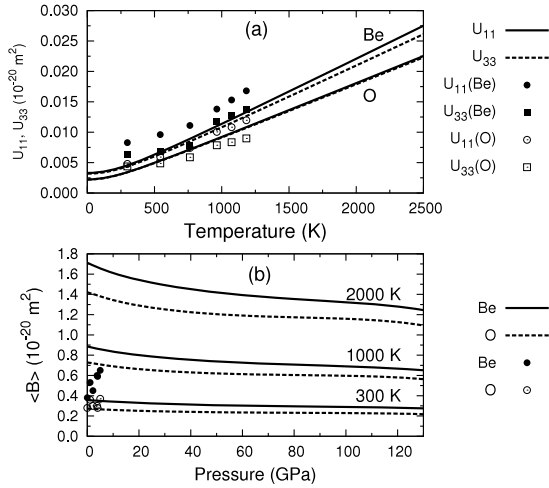 (a)
U11, U33 (10-20 m2)
0.030
0.025
0.020
0.015
0.010
0.005
0.000
Be
O
0 500 1000 1500 2000 2500
Temperature (K)
U11
U33
U11(Be)
U33(Be)
U11(O)
U33(O)
(b)
<B> (10-20 m2)
1.8
1.6
1.4
1.2
1.0
0.8
0.6
0.4
0.2
0.0
2000 K
1000 K
300 K
0 20 40 60 80 100 120
Pressure (GPa)
Be
O
Be
O